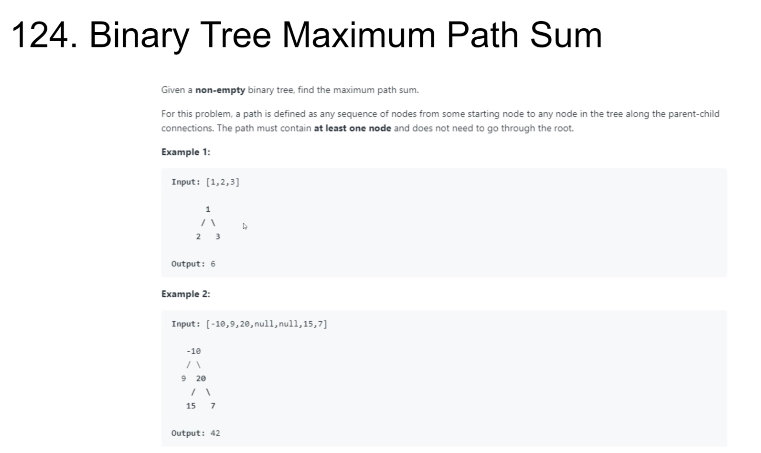 124. Binary Tree Maximum Path Sum
Given a non-empty binary tree, find the maximum path sum.
For this problem, a path is defined as any sequence of nodes from some starting node to any node in the tree along the parent-child
connections. The path must contain at least one node and does not need to go through the root.
Example 1:
Input: [1,2,3]
1
/ \
2 3
Output: 6
Example 2:
Input: [-10,9,20,null,null,15,7]
-10
/ \
9 20
/ \
15 7
Output: 42